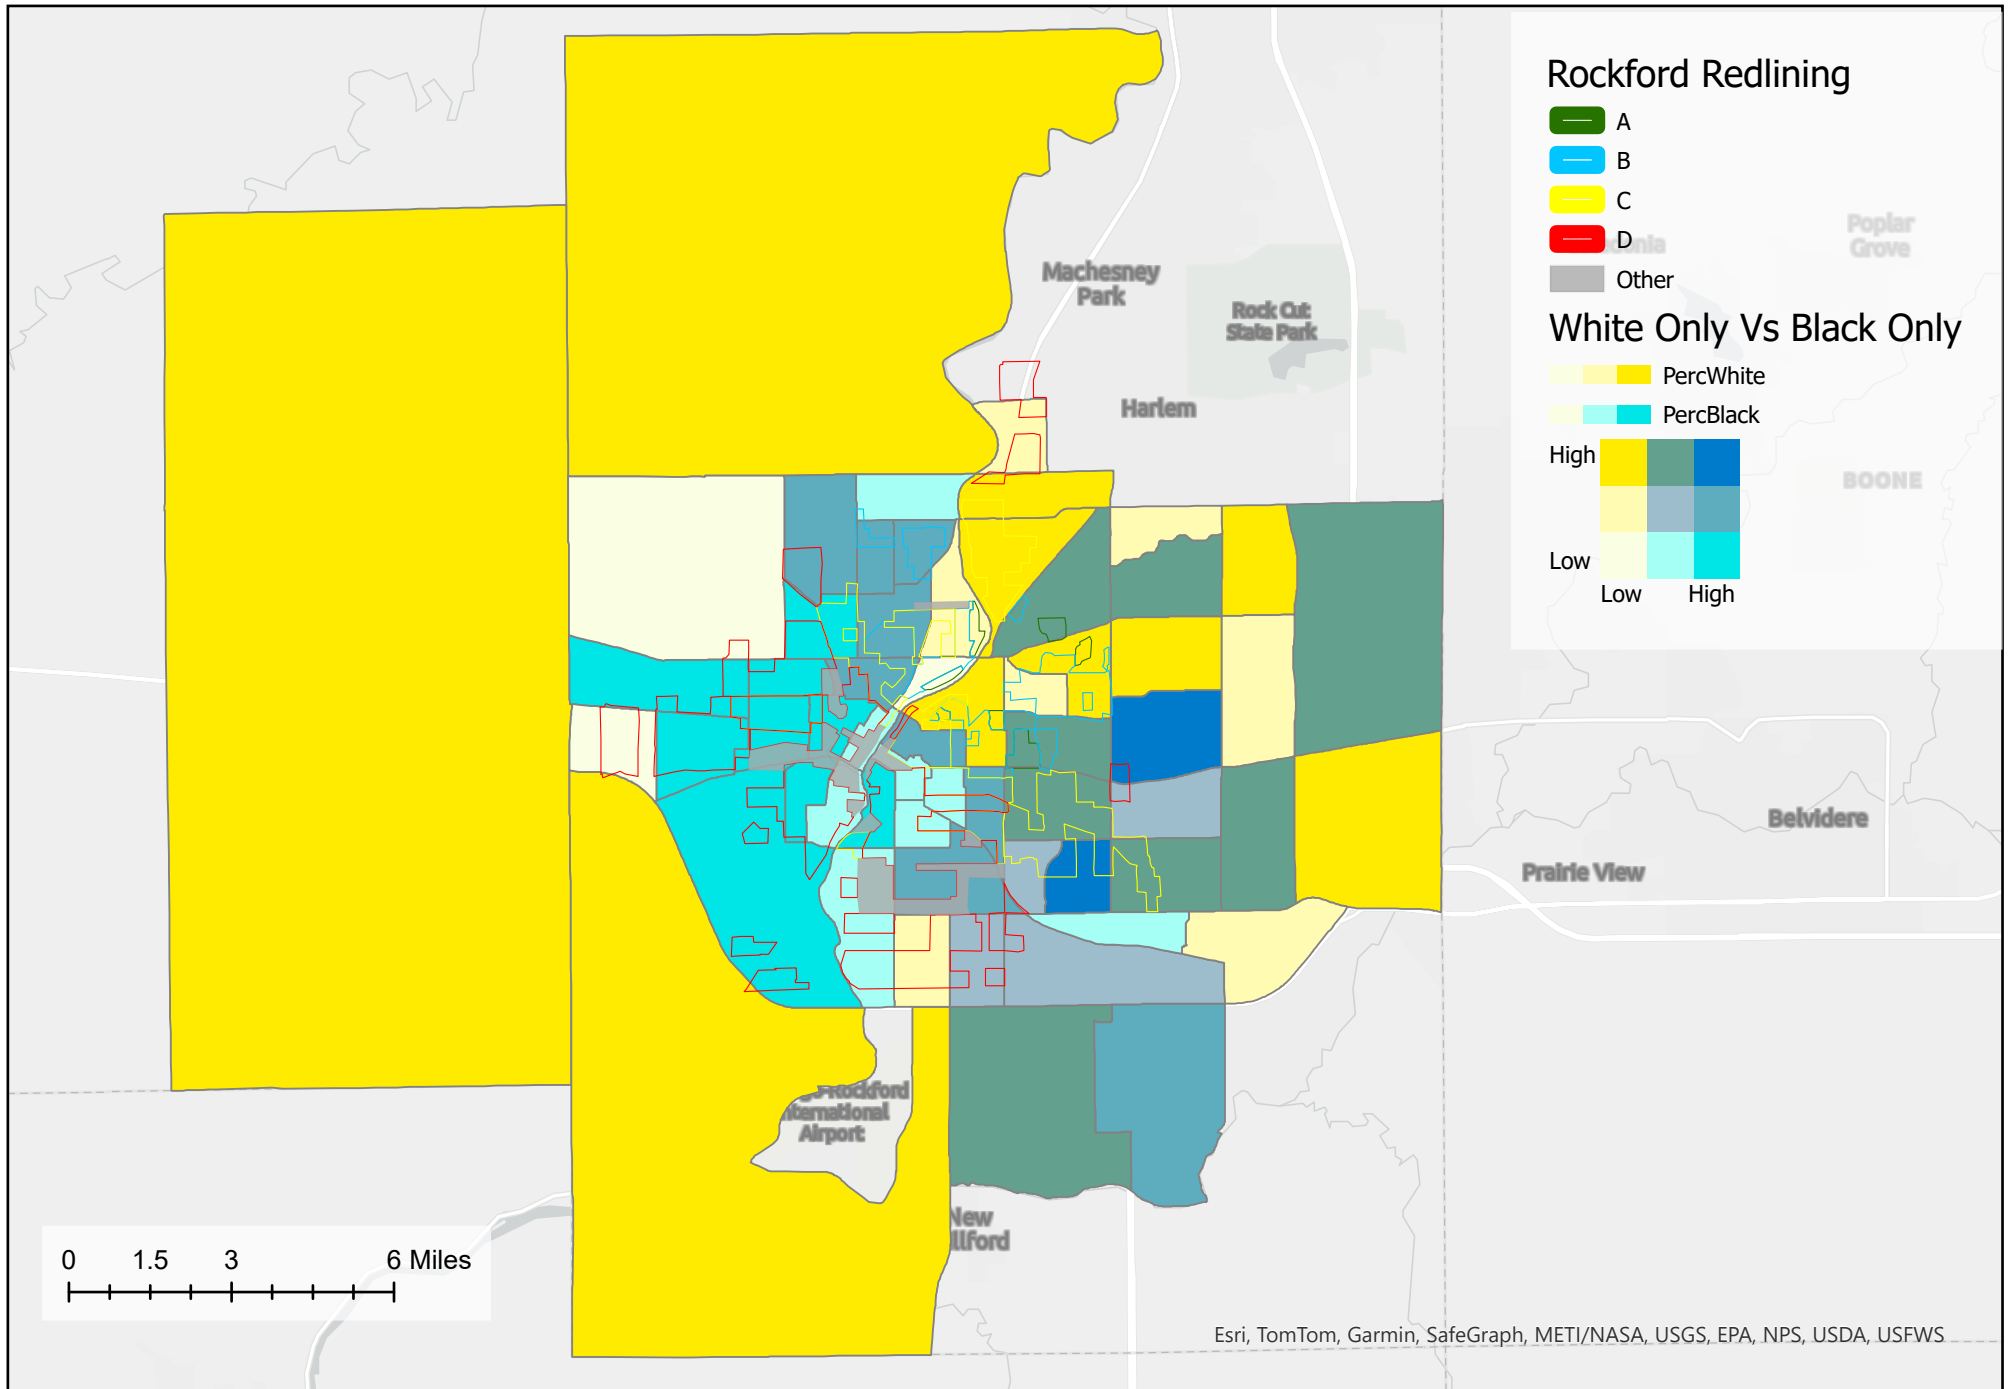 Rockford Redlining
A
B
C
D
Other
White Only Vs Black Only
PercWhite
PercBlack
High
Low
Low High
Poplar
Grove
BOONE
Machesney
Park
Rock Cut
State Park
Harlem
Belvidere
Prairie View
Rockford
International
Airport
New
0 1.5 3 6 Miles
Esri, TomTom, Garmin, SafeGraph, METI/NASA, USGS, EPA, NPS, USDA, USFWS